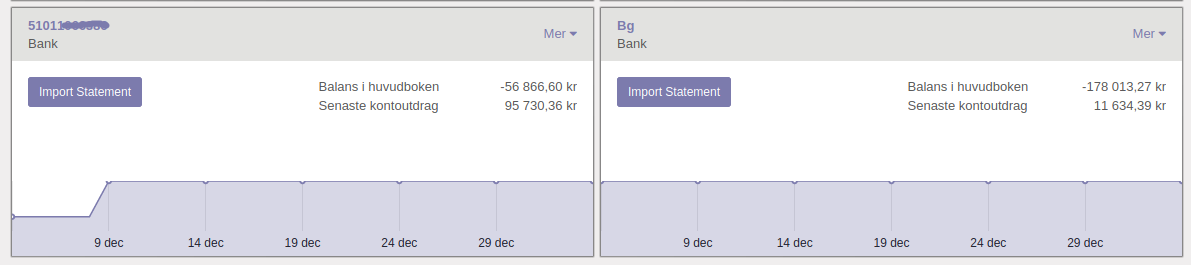 Bank
Mer
Import Statement
Balans i huvudboken -56 866,60 kr
Senaste kontoutdrag 95 730,36 kr
9 dec 14 dec 19 dec 24 dec 29 dec
Bg
Bank
Mer
Import Statement
Balans i huvudboken -178 013,27 kr
Senaste kontoutdrag 11 634,39 kr
9 dec 14 dec 19 dec 24 dec 29 dec